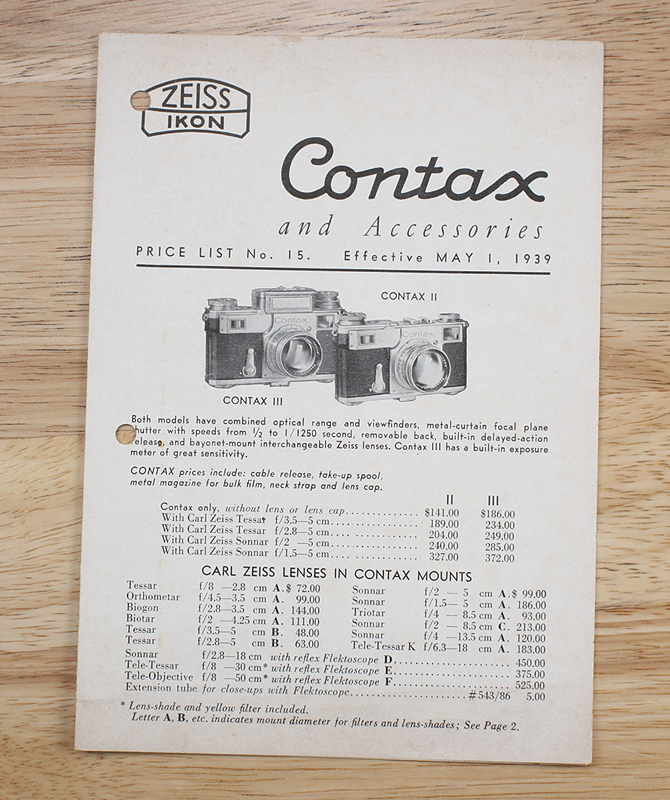 ZEISS
IKON
Contax
and Accessories
PRICE LIST No. 15. Effective MAY 1, 1939
CONTAX II
Contax
Contax
CONTAX III
Both models have combined optical range and viewfinders, metal-curtain focal plane
hutter with speeds from 1/2 to 1/1250 second, removable back, built-in delayed-action
elease, and bayonet-mount interchangeable Zeiss lenses. Contax III has a built-in exposure
meter of great sensitivity.
CONTAX prices include: cable release, take-up spool,
metal magazine for bulk film, neck strap and lens cap.
II III
Contax only, without lens or lens cap................ $141.00 $186.00
With Carl Zeiss Tessar f/3.5—5 cm................ 189.00 234.00
With Carl Zeiss Tessar f/2.8—5 cm................ 204.00 249.00
With Carl Zeiss Sonnar f/2 —5 cm................ 240.00 285.00
With Carl Zeiss Sonnar f/1.5—5 cm................ 327.00 372.00
CARL ZEISS LENSES IN CONTAX MOUNTS
Tessar f/8 —2.8 cm A. $ 72.00 Sonnar f/2 — 5 cm A. $ 99.00
Orthometar f/4.5—3.5 cm A. 99.00 Sonnar f/1.5— 5 cm A. 186.00
Biogon f/2.8—3.5 cm A. 144.00 Triotar f/4 — 8.5 cm A. 93.00
Biotar f/2 —4.25 cm A. 111.00 Sonnar f/2 — 8.5 cm C. 213.00
Tessar f/3.5—5 cm B. 48.00 Sonnar f/4 —13.5 cm A. 120.00
Tessar f/2.8—5 cm B. 63.00 Tele-Tessar K f/6.3—18 cm A. 183.00
Sonnar f/2.8—18 cm with reflex Flektoscope D................ 450.00
Tele-Tessar f/8 —30 cm* with reflex Flektoscope E................ 375.00
Tele-Objective f/8 —50 cm* with reflex Flektoscope F................ 525.00
Extension tube for close-ups with Flektoscope................ #543/86 5.00
* Lens-shade and yellow filter included.
Letter A, B, etc. indicates mount diameter for filters and lens-shades; See Page 2.